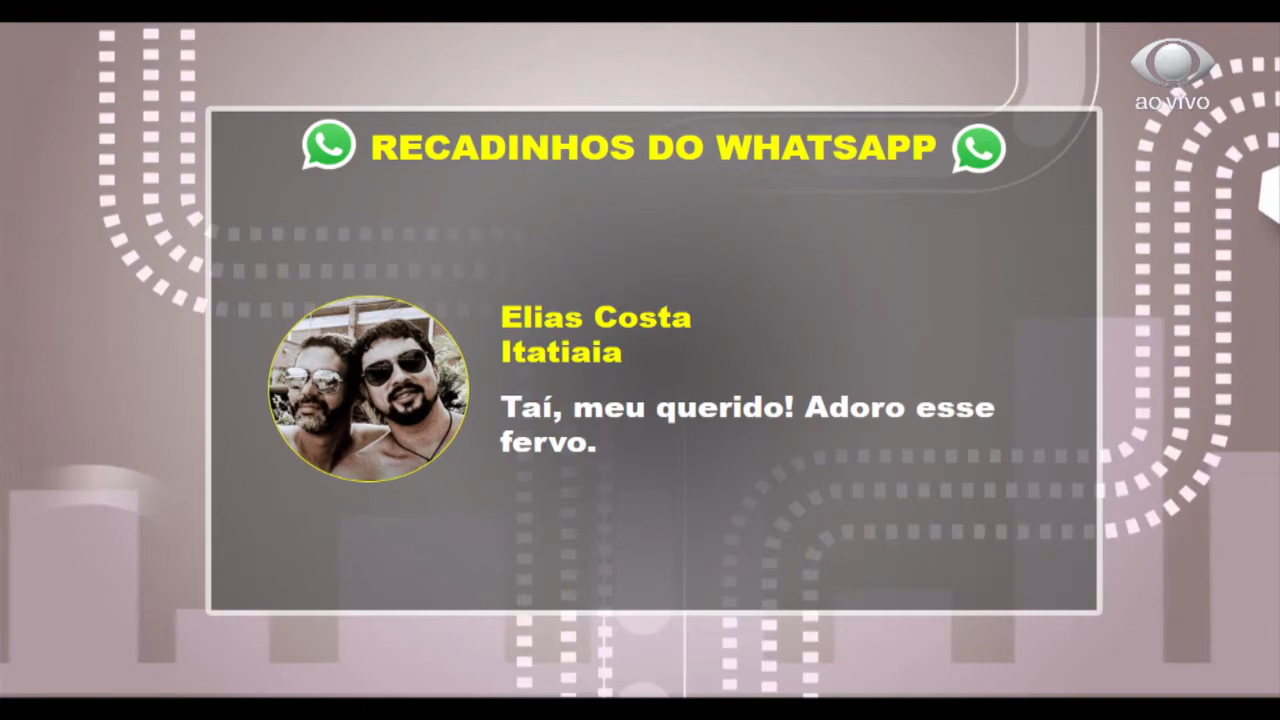 ao vivo
RECADINHOS DO WHATSAPP
Elias Costa
Itatiaia
Taí, meu querido! Adoro esse
fervo.